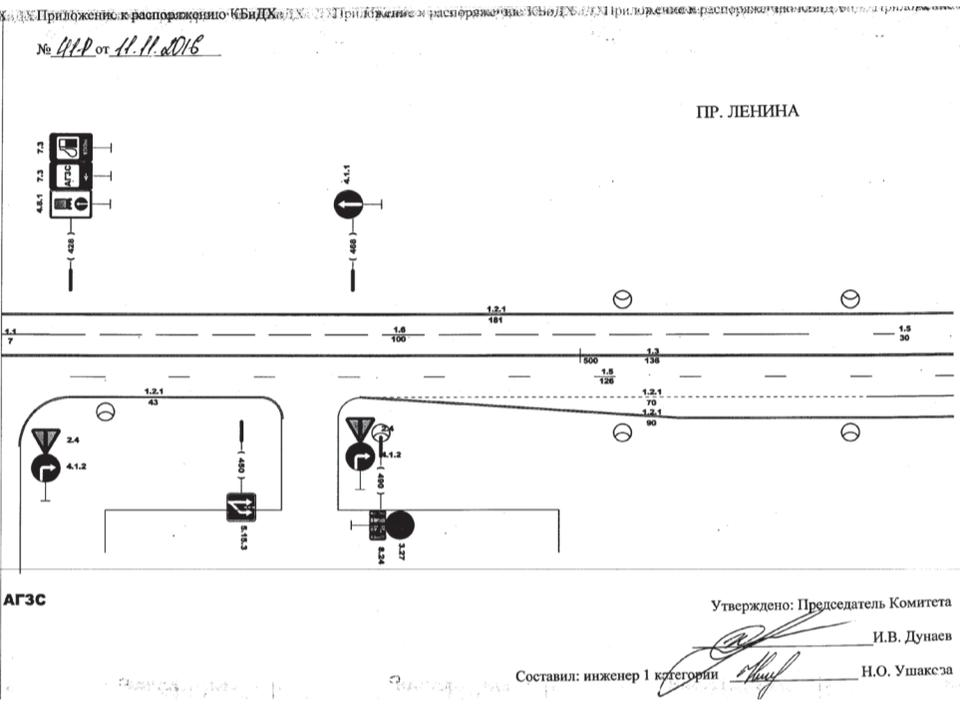 Приложение к распоряжению КБиДХ
№ 41-Р от 11.11.2016
ПР. ЛЕНИНА
7.3
7.3 АГЗС
4.8.1
( 428 )
4.1.1
( 468 )
1.2.1
181
1.1
7
1.6
100
1.5
30
500
1.3
136
1.5
126
1.2.1
43
1.2.1
70
1.2.1
90
2.4
4.1.2
( 450 )
5.15.3
2.4
4.1.2
( 490 )
8.24
3.27
АГЗС
Утверждено: Председатель Комитета
И.В. Дунаев
Составил: инженер 1 категории Н.О. Ушакова